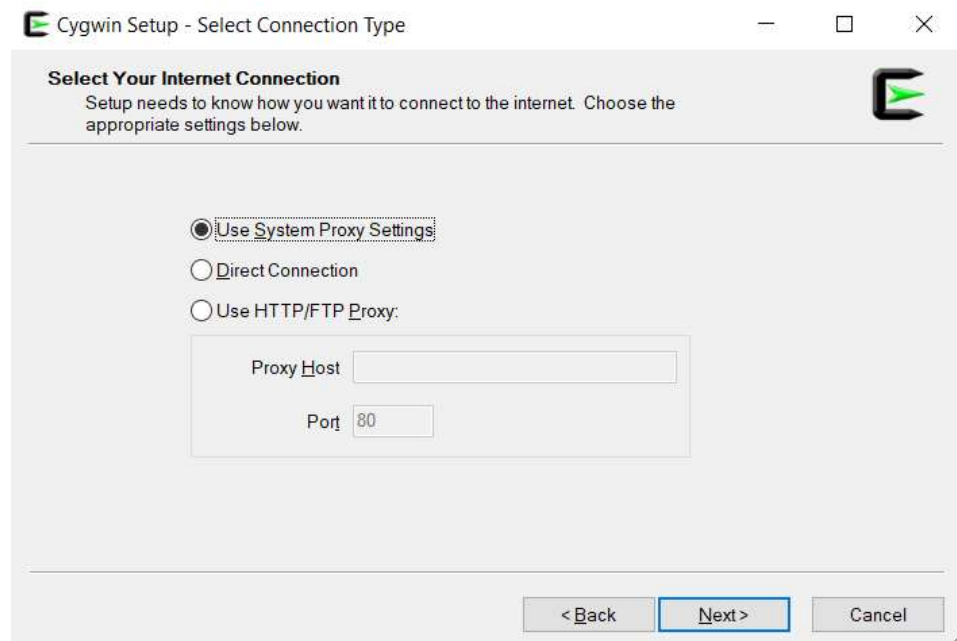 Cygwin Setup - Select Connection Type
Select Your Internet Connection
Setup needs to know how you want it to connect to the internet. Choose the
appropriate settings below.
Use System Proxy Settings
Direct Connection
Use HTTP/FTP Proxy:
Proxy Host
Port 80
< Back Next > Cancel